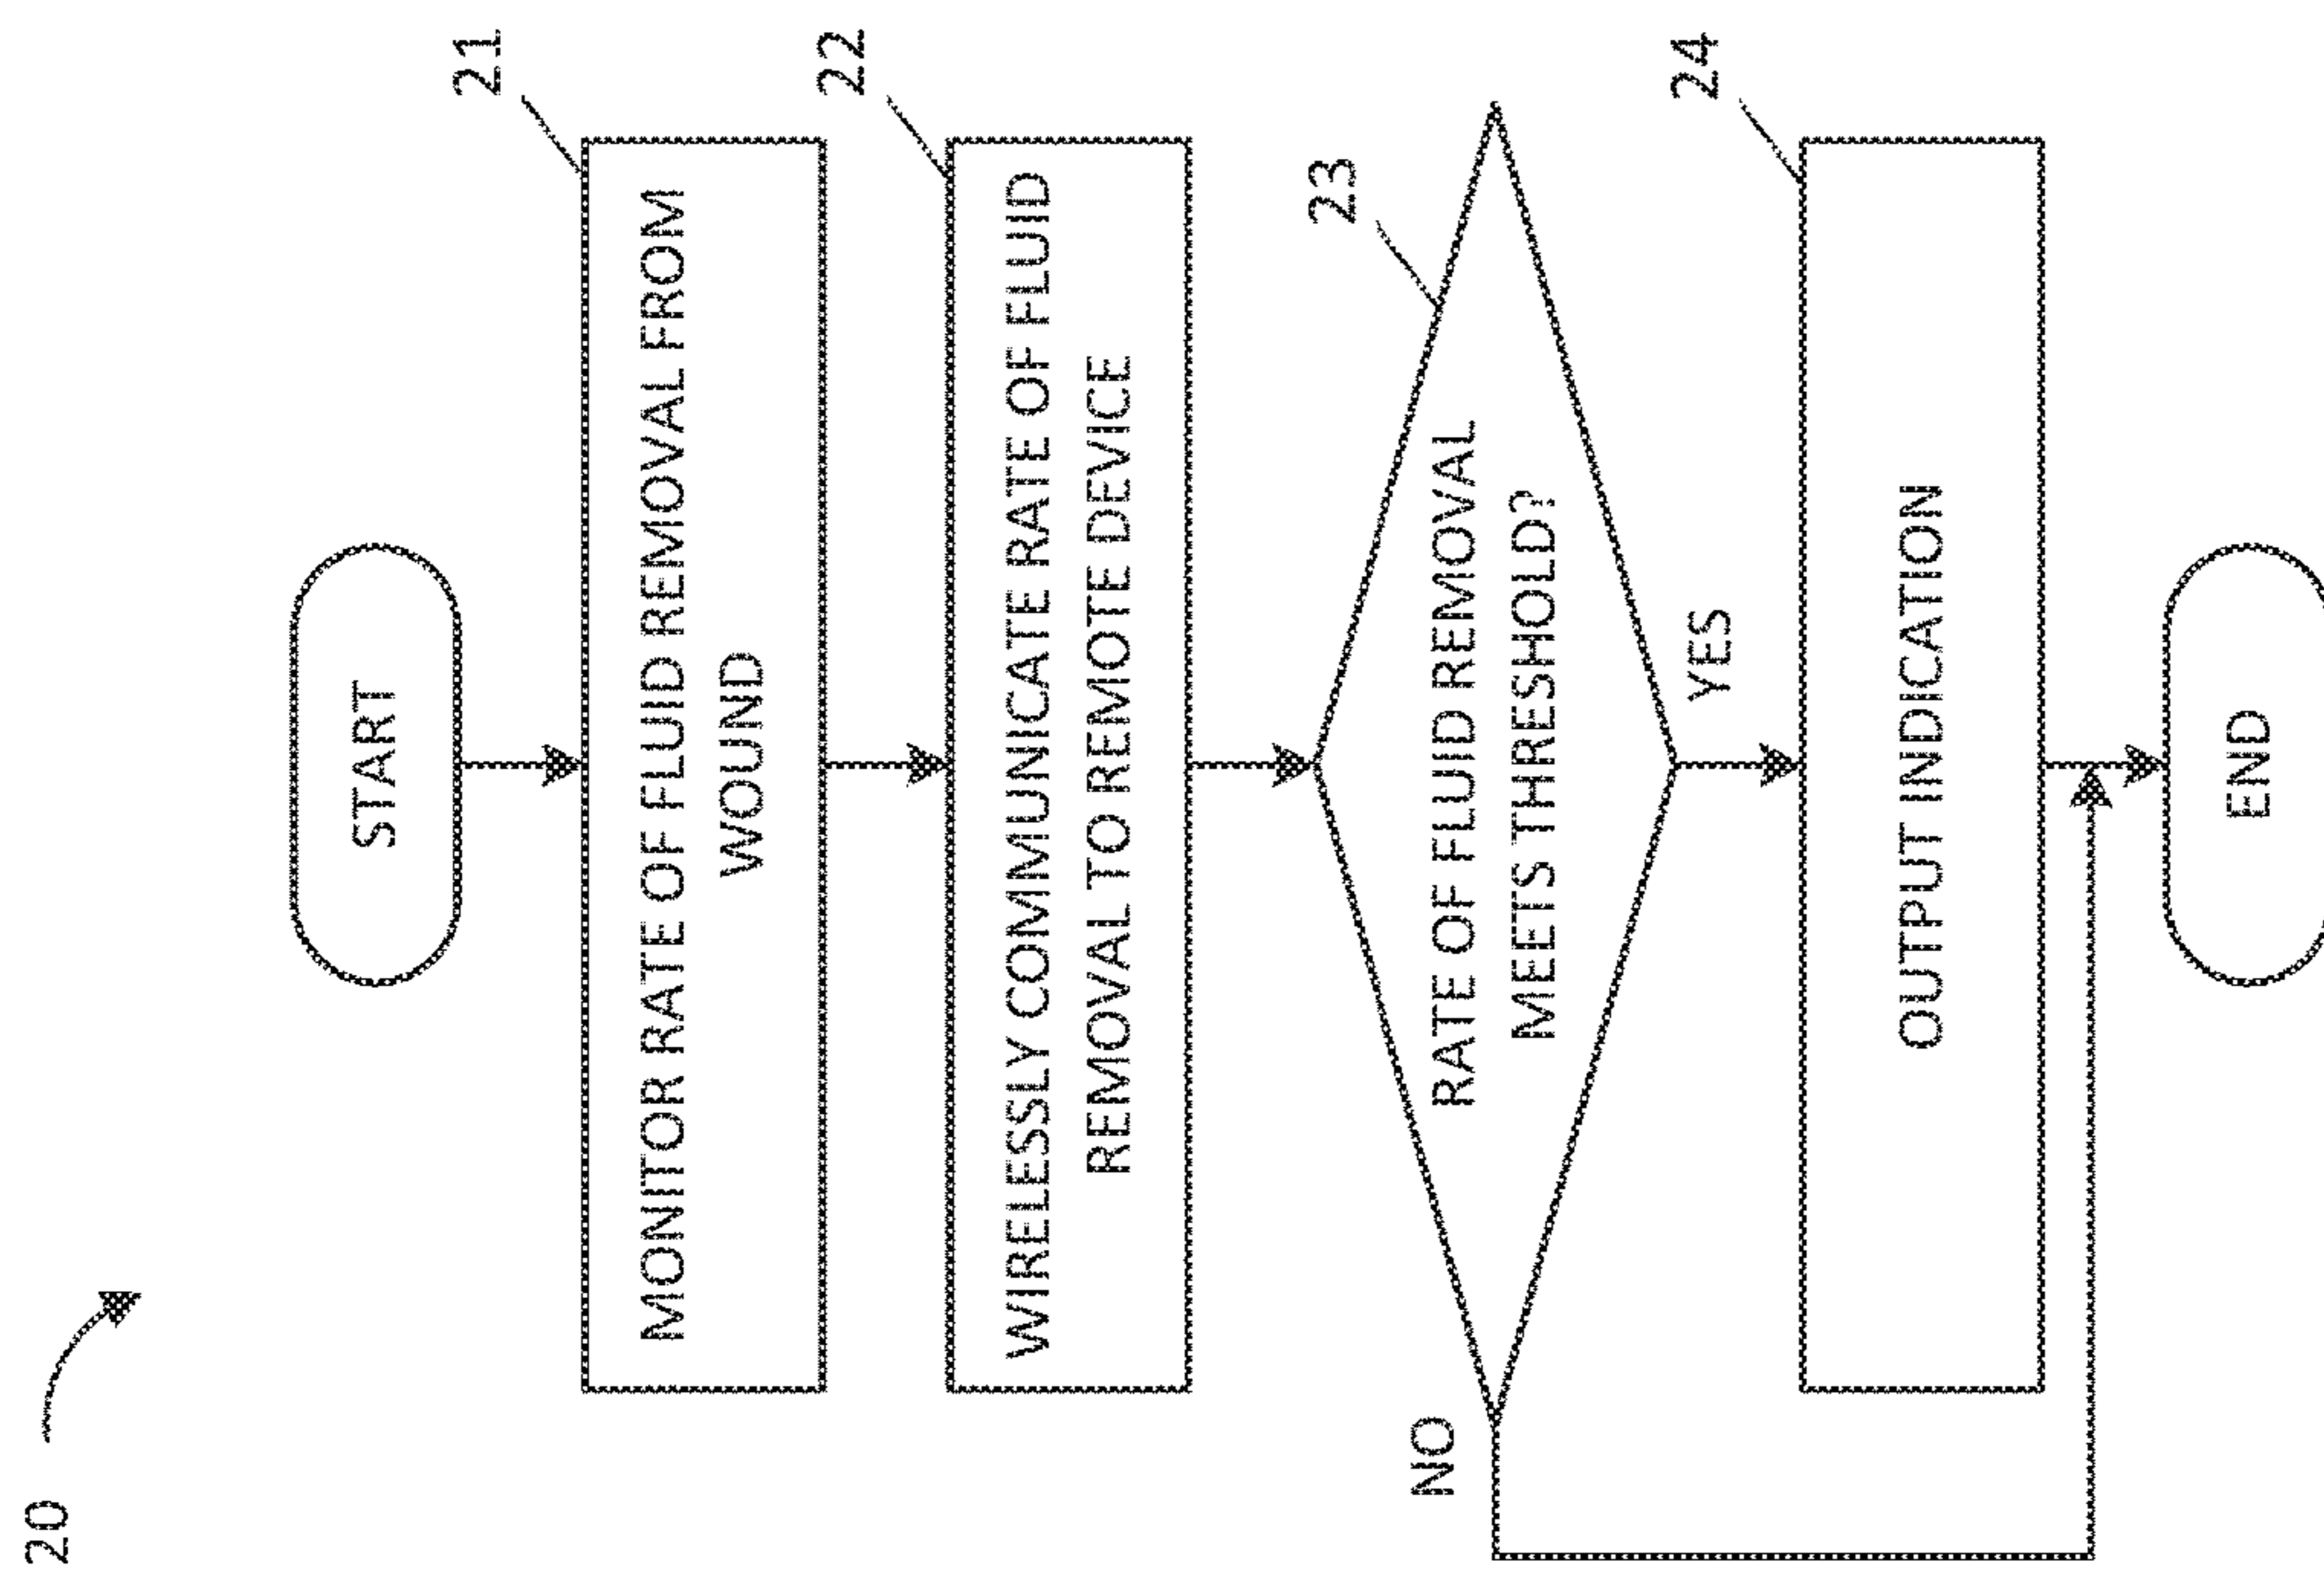 20
START
21
MONITOR RATE OF FLUID REMOVAL FROM
WOUND
22
WIRELESSLY COMMUNICATE RATE OF FLUID
REMOVAL TO REMOTE DEVICE
23
RATE OF FLUID REMOVAL
MEETS THRESHOLD?
NO
YES
24
OUTPUT INDICATION
END